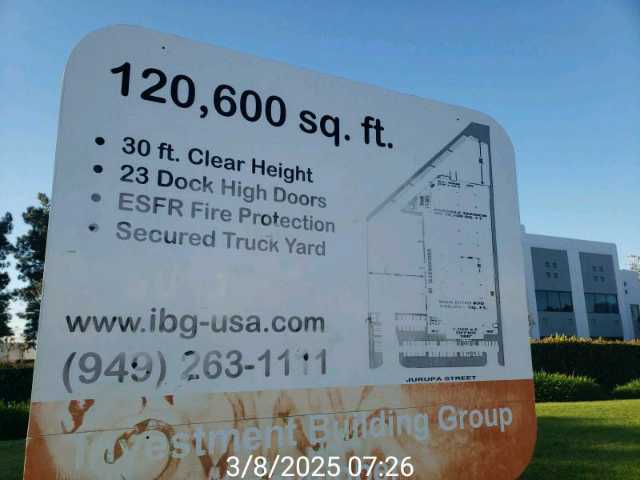 120,600 sq. ft.
• 30 ft. Clear Height
• 23 Dock High Doors
• ESFR Fire Protection
• Secured Truck Yard
www.ibg-usa.com
(949) 263-1111
JURUPA STREET
Investment Building Group
3/8/2025 07:26